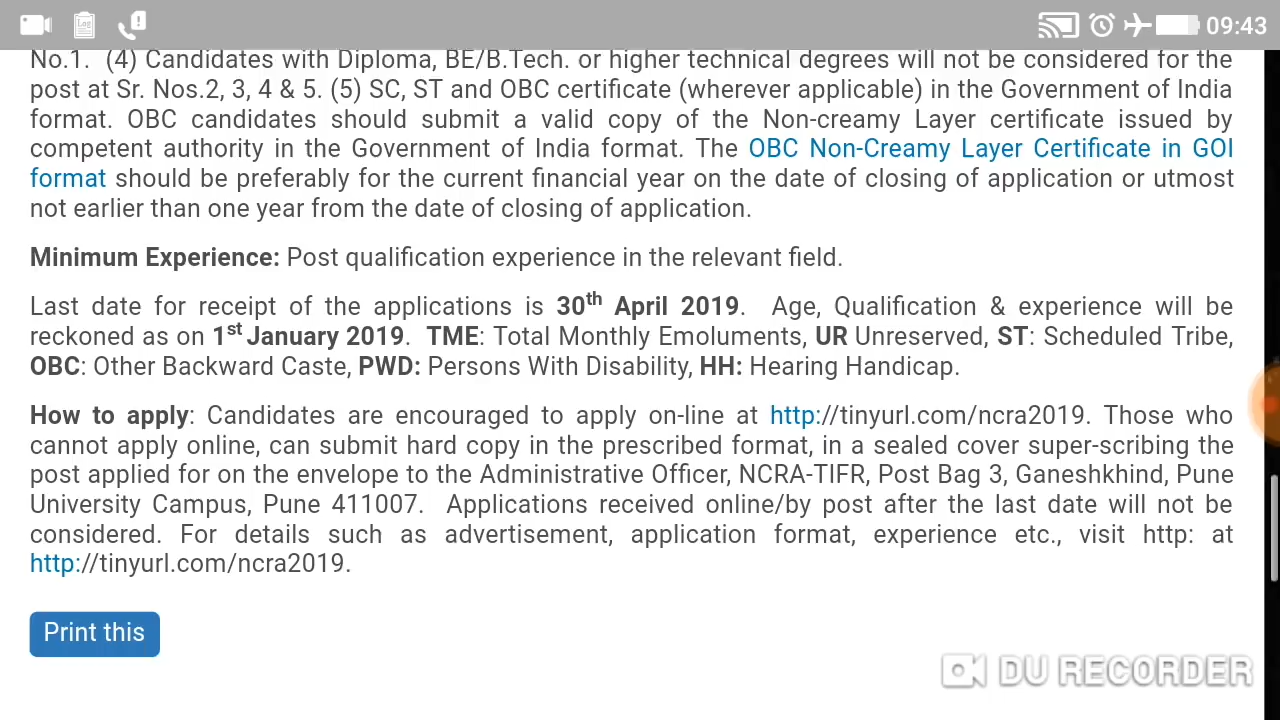 09:43
No.1. (4) Candidates with Diploma, BE/B.Tech. or higher technical degrees will not be considered for the
post at Sr. Nos.2, 3, 4 & 5. (5) SC, ST and OBC certificate (wherever applicable) in the Government of India
format. OBC candidates should submit a valid copy of the Non-creamy Layer certificate issued by
competent authority in the Government of India format. The OBC Non-Creamy Layer Certificate in GOI
format should be preferably for the current financial year on the date of closing of application or utmost
not earlier than one year from the date of closing of application.
Minimum Experience: Post qualification experience in the relevant field.
Last date for receipt of the applications is 30th April 2019. Age, Qualification & experience will be
reckoned as on 1st January 2019. TME: Total Monthly Emoluments, UR Unreserved, ST: Scheduled Tribe,
OBC: Other Backward Caste, PWD: Persons With Disability, HH: Hearing Handicap.
How to apply: Candidates are encouraged to apply on-line at http://tinyurl.com/ncra2019. Those who
cannot apply online, can submit hard copy in the prescribed format, in a sealed cover super-scribing the
post applied for on the envelope to the Administrative Officer, NCRA-TIFR, Post Bag 3, Ganeshkhind, Pune
University Campus, Pune 411007. Applications received online/by post after the last date will not be
considered. For details such as advertisement, application format, experience etc., visit http: at
http://tinyurl.com/ncra2019.
Print this
DU RECORDER